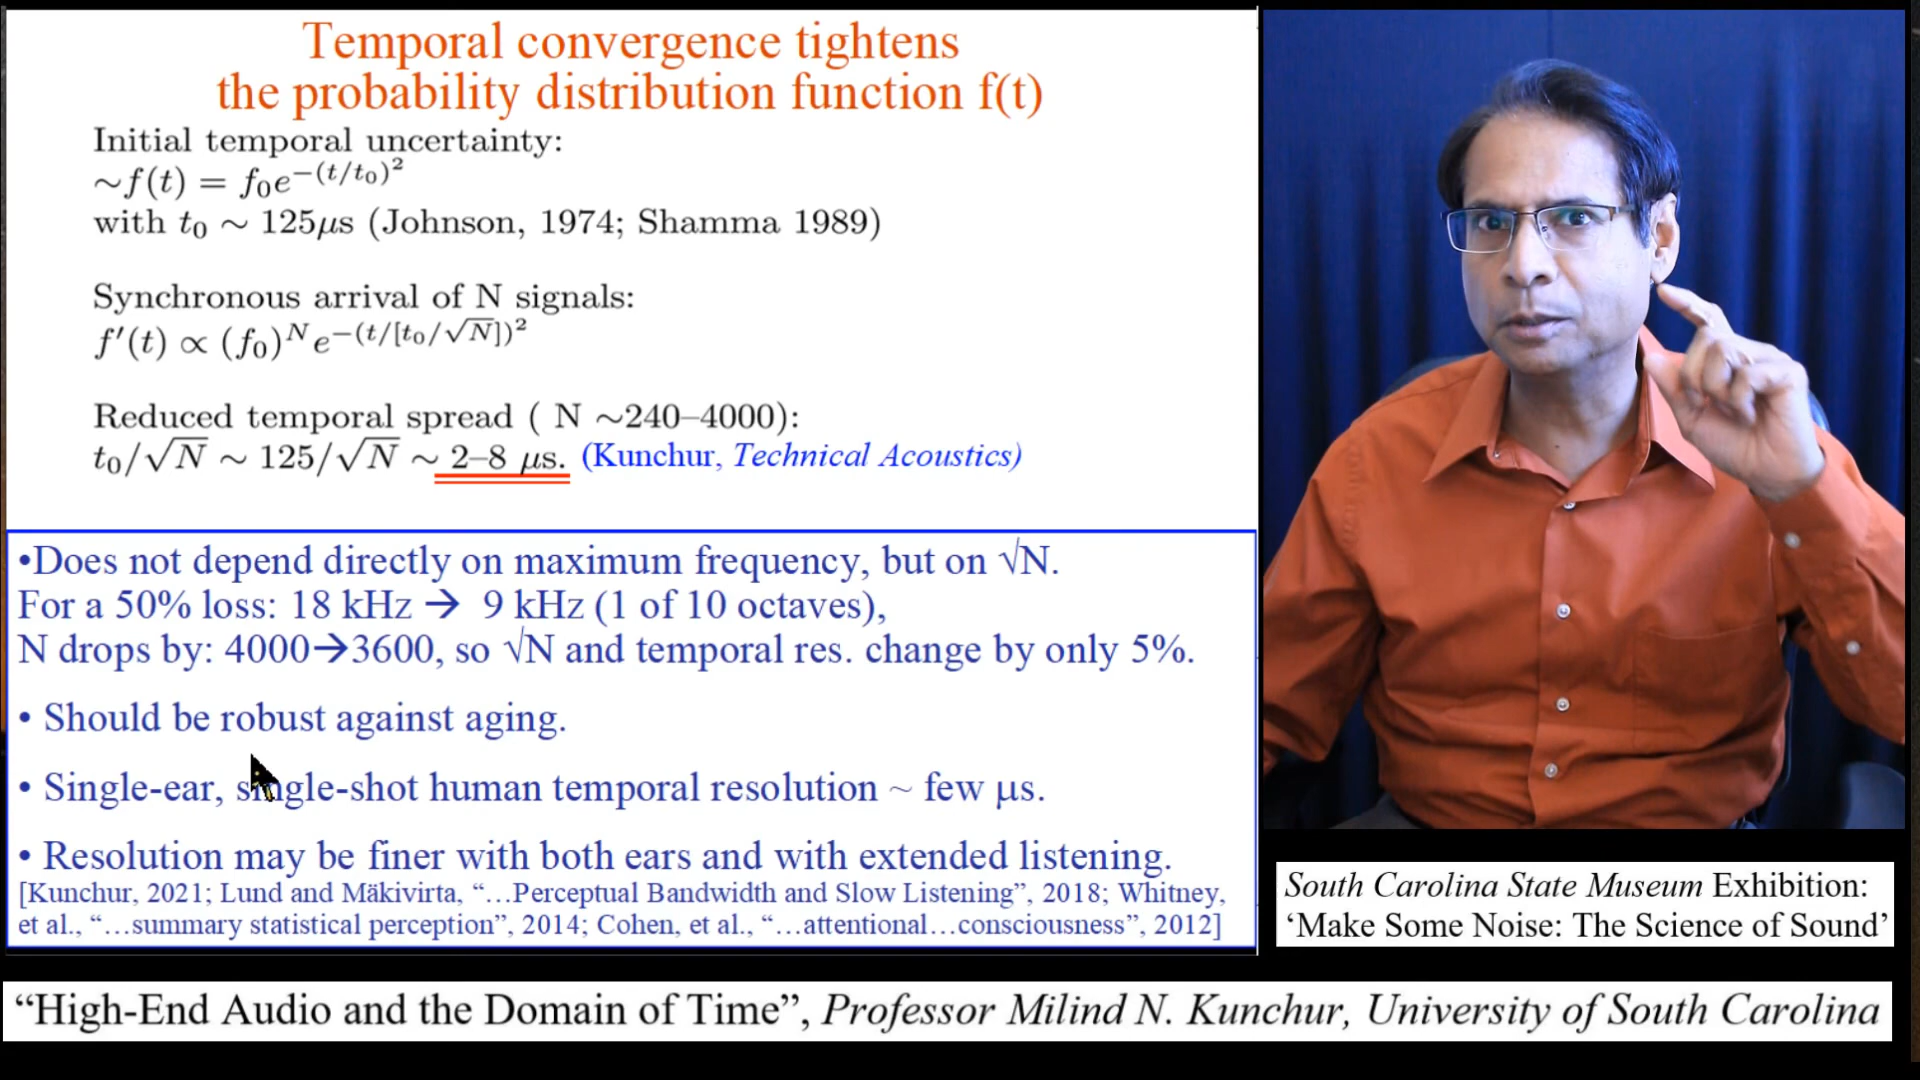 Temporal convergence tightens
the probability distribution function f(t)
Initial temporal uncertainty:
~f(t) = f₀e^−(t/t₀)²
with t₀ ~ 125μs (Johnson, 1974; Shamma 1989)
Synchronous arrival of N signals:
f′(t) ∝ (f₀)^N e^−(t/[t₀/√N])²
Reduced temporal spread ( N ~240–4000):
t₀/√N ~ 125/√N ~ 2–8 μs. (Kunchur, Technical Acoustics)
•Does not depend directly on maximum frequency, but on √N.
For a 50% loss: 18 kHz → 9 kHz (1 of 10 octaves),
N drops by: 4000→3600, so √N and temporal res. change by only 5%.
• Should be robust against aging.
• Single-ear, single-shot human temporal resolution ~ few μs.
• Resolution may be finer with both ears and with extended listening.
[Kunchur, 2021; Lund and Mäkivirta, “…Perceptual Bandwidth and Slow Listening”, 2018; Whitney,
et al., “…summary statistical perception”, 2014; Cohen, et al., “…attentional…consciousness”, 2012]
South Carolina State Museum Exhibition:
‘Make Some Noise: The Science of Sound’
“High-End Audio and the Domain of Time”, Professor Milind N. Kunchur, University of South Carolina